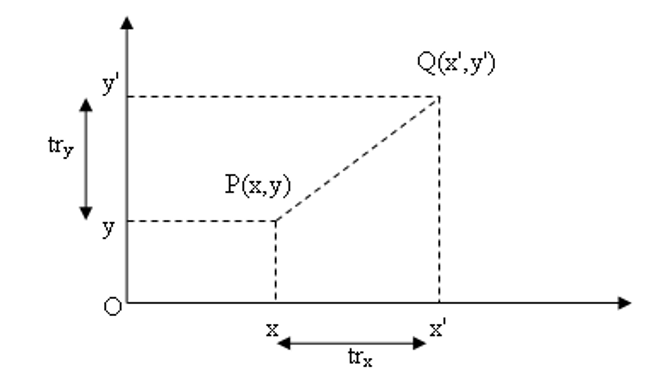 Q(x',y')
y'
try
P(x,y)
y
O
x
x'
trx